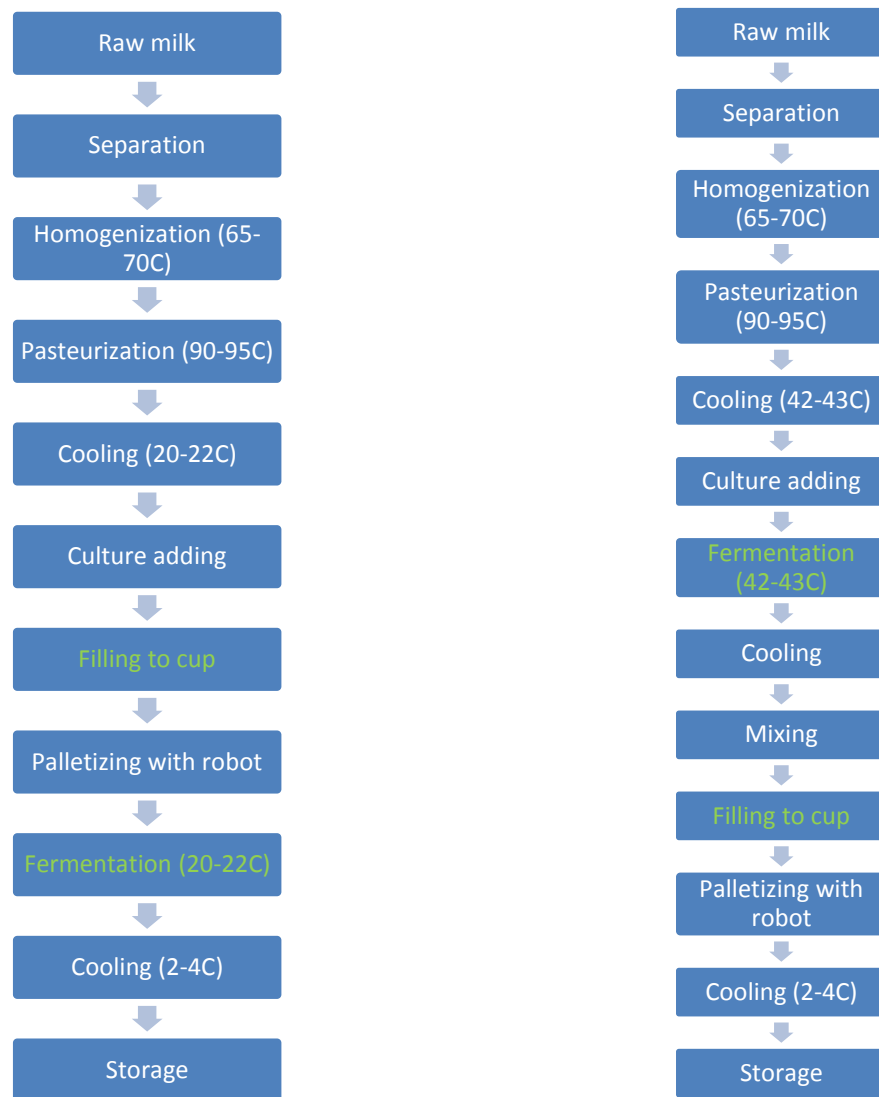 Raw milk
Separation
Homogenization (65-
70C)
Pasteurization (90-95C)
Cooling (20-22C)
Culture adding
Filling to cup
Palletizing with robot
Fermentation (20-22C)
Cooling (2-4C)
Storage
Raw milk
Separation
Homogenization
(65-70C)
Pasteurization
(90-95C)
Cooling (42-43C)
Culture adding
Fermentation
(42-43C)
Cooling
Mixing
Filling to cup
Palletizing with
robot
Cooling (2-4C)
Storage